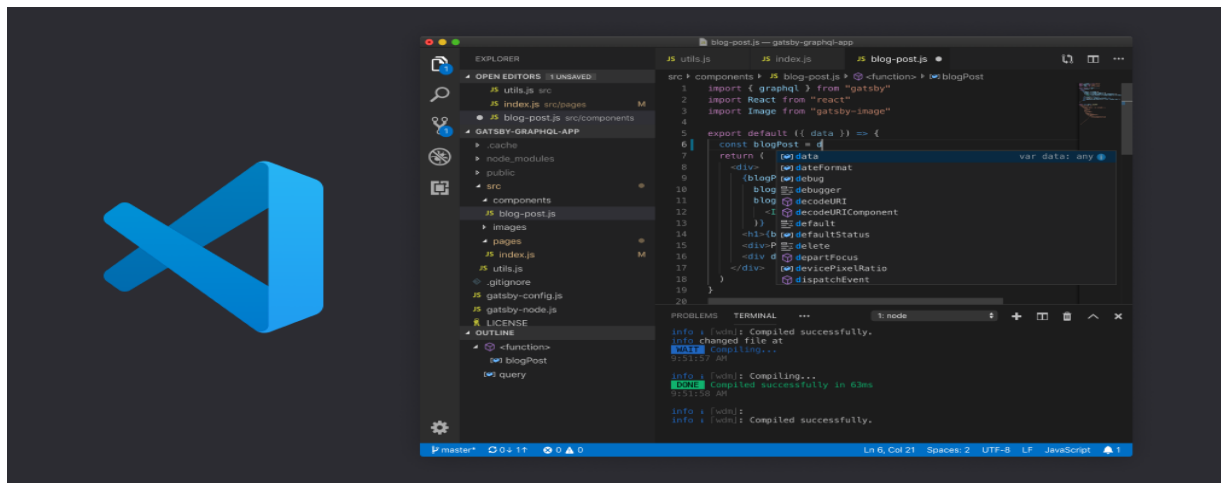 blog-post.js — gatsby-graphql-app
EXPLORER
OPEN EDITORS 1 UNSAVED
JS utils.js src
JS index.js src/pages M
JS blog-post.js src/components
GATSBY-GRAPHQL-APP
.cache
node_modules
public
src
components
JS blog-post.js
images
pages
JS index.js M
JS utils.js
.gitignore
JS gatsby-config.js
JS gatsby-node.js
LICENSE
OUTLINE
<function>
blogPost
query
JS utils.js JS index.js JS blog-post.js
src components JS blog-post.js <function> blogPost
1 import { graphql } from "gatsby"
2 import React from "react"
3 import Image from "gatsby-image"
4
5 export default ({ data }) => {
6 const blogPost = d
7 return (
8 <div>
9 {blogP
10 blog
11 blog
12 <I
13 )}
14 <h1>{b
15 <div>P
16 <div d
17 </div>
18 )
19 }
20
data var data: any
dateFormat
debug
debugger
decodeURI
decodeURIComponent
default
defaultStatus
delete
departFocus
devicePixelRatio
dispatchEvent
PROBLEMS TERMINAL ••• 1: node
info [wdm]: Compiled successfully.
info changed file at
WAIT Compiling...
9:51:57 AM
info [wdm]: Compiling...
DONE Compiled successfully in 63ms
9:51:58 AM
info [wdm]:
info [wdm]: Compiled successfully.
master* 0↓ 1↑ 0 0 Ln 6, Col 21 Spaces: 2 UTF-8 LF JavaScript 1